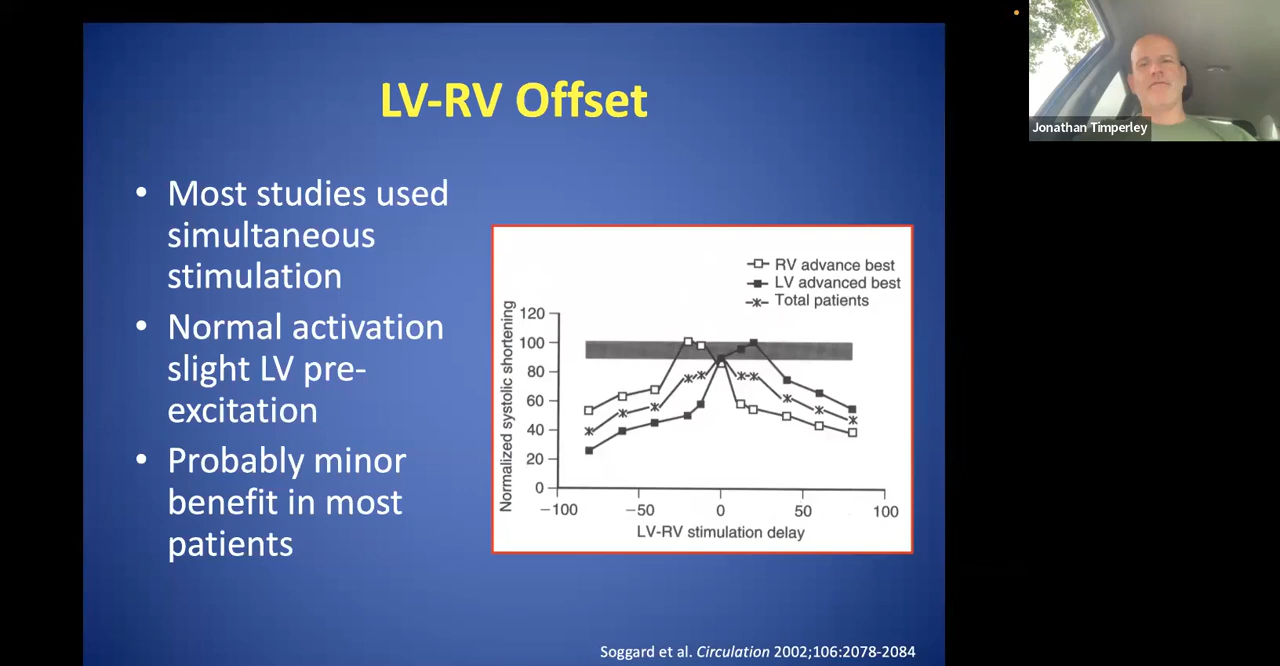 LV-RV Offset
• Most studies used
simultaneous
stimulation
• Normal activation
slight LV pre-
excitation
• Probably minor
benefit in most
patients
RV advance best
LV advanced best
Total patients
Normalized systolic shortening
120
100
80
60
40
20
0
−100
−50
0
50
100
LV-RV stimulation delay
Soggard et al. Circulation 2002;106:2078-2084
Jonathan Timperley